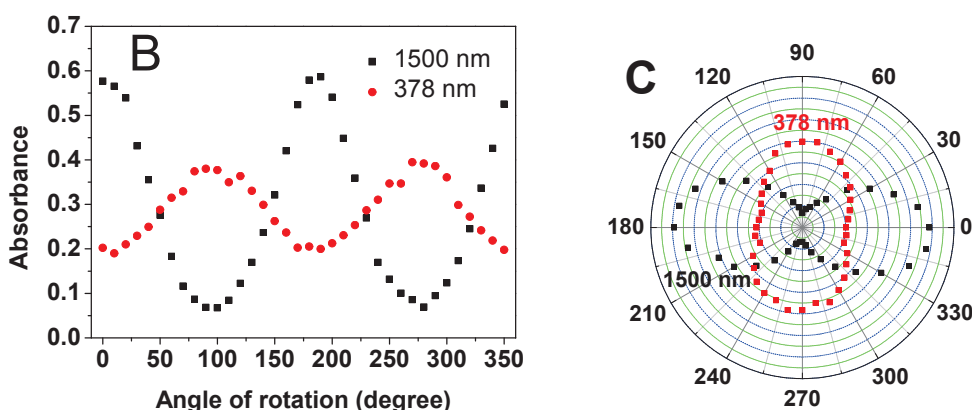 B
1500 nm
378 nm
0.7
0.6
0.5
0.4
0.3
0.2
0.1
0.0
Absorbance
0 50 100 150 200 250 300 350
Angle of rotation (degree)
C
90
120 60
378 nm
150 30
180 0
1500 nm
210 330
240 300
270